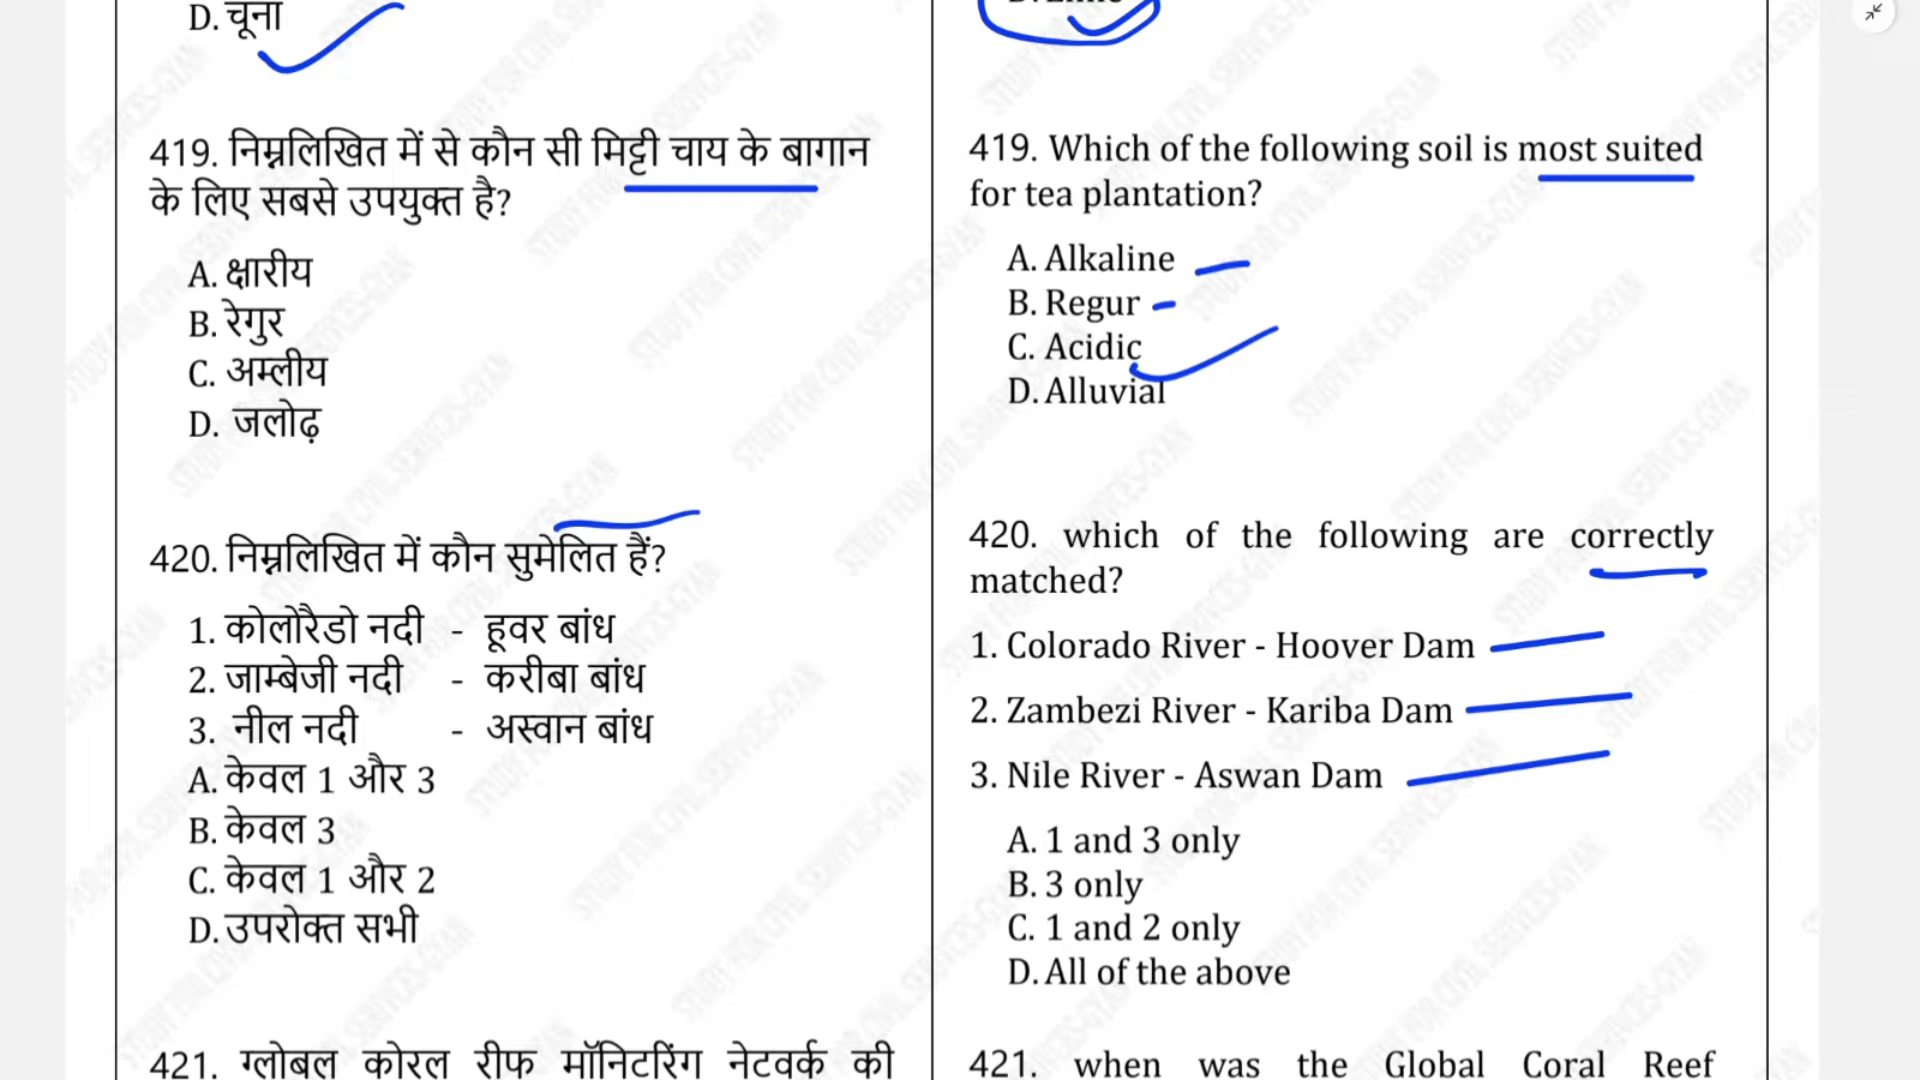 D. चूना
419. निम्नलिखित में से कौन सी मिट्टी चाय के बागान
के लिए सबसे उपयुक्त है?
A. क्षारीय
B. रेगुर
C. अम्लीय
D. जलोढ़
420. निम्नलिखित में कौन सुमेलित हैं?
1. कोलोरैडो नदी - हूवर बांध
2. जाम्बेजी नदी - करीबा बांध
3. नील नदी - अस्वान बांध
A. केवल 1 और 3
B. केवल 3
C. केवल 1 और 2
D. उपरोक्त सभी
421. ग्लोबल कोरल रीफ मॉनिटरिंग नेटवर्क की
419. Which of the following soil is most suited
for tea plantation?
A. Alkaline
B. Regur
C. Acidic
D. Alluvial
420. which of the following are correctly
matched?
1. Colorado River - Hoover Dam
2. Zambezi River - Kariba Dam
3. Nile River - Aswan Dam
A. 1 and 3 only
B. 3 only
C. 1 and 2 only
D. All of the above
421. when was the Global Coral Reef